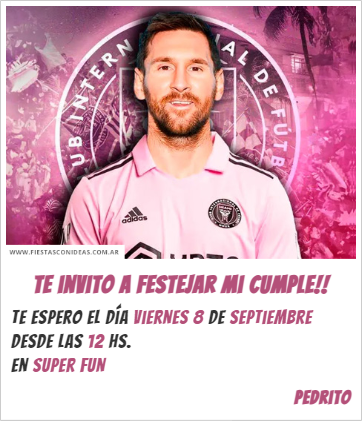 CLUB INTERNACIONAL DE FÚTBOL
adidas
WWW.FIESTASCONIDEAS.COM.AR
TE INVITO A FESTEJAR MI CUMPLE!!
TE ESPERO EL DÍA VIERNES 8 DE SEPTIEMBRE
DESDE LAS 12 HS.
EN SUPER FUN
PEDRITO